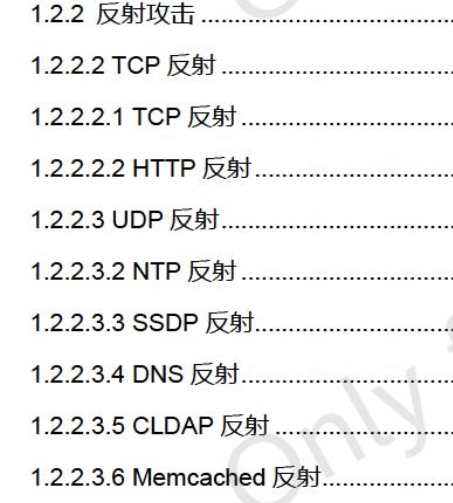 1.2.2 反射攻击 ..........................................
1.2.2.2 TCP 反射 ......................................
1.2.2.2.1 TCP 反射 ...................................
1.2.2.2.2 HTTP 反射 .................................
1.2.2.3 UDP 反射......................................
1.2.2.3.2 NTP 反射 ...................................
1.2.2.3.3 SSDP 反射.................................
1.2.2.3.4 DNS 反射...................................
1.2.2.3.5 CLDAP 反射 ..............................
1.2.2.3.6 Memcached 反射.......................
Only